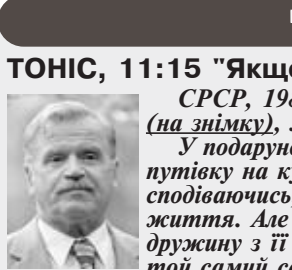 ТОНІС, 11:15 "Якщо
СРСР, 198
(на знімку),
У подаруно
путівку на ку
сподіваючись
життя. Але
дружину з її
той самий са